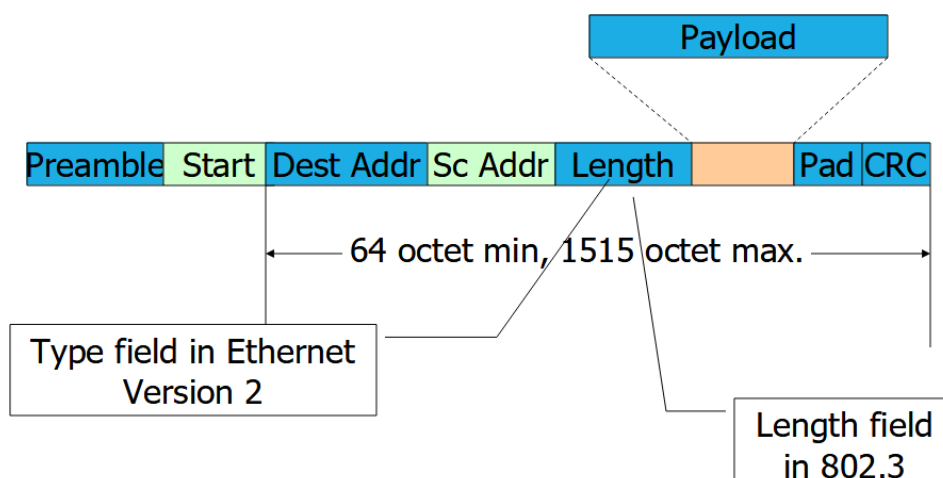 Payload
Preamble Start Dest Addr Sc Addr Length Pad CRC
64 octet min, 1515 octet max.
Type field in Ethernet
Version 2
Length field
in 802.3